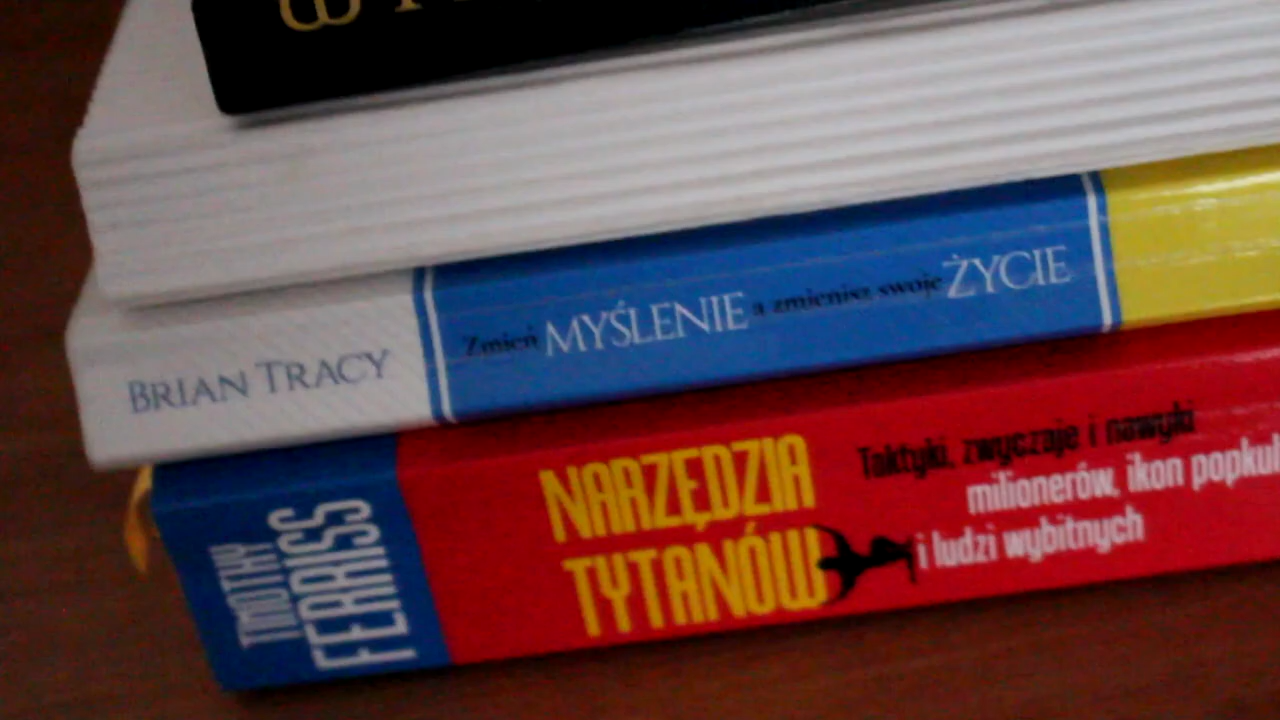 BRIAN TRACY
Zmień MYŚLENIE a zmienisz swoje ŻYCIE
TIMOTHY
FERRISS
NARZĘDZIA
TYTANÓW
Taktyki, zwyczaje i nawyki
milionerów, ikon popkul
i ludzi wybitnych